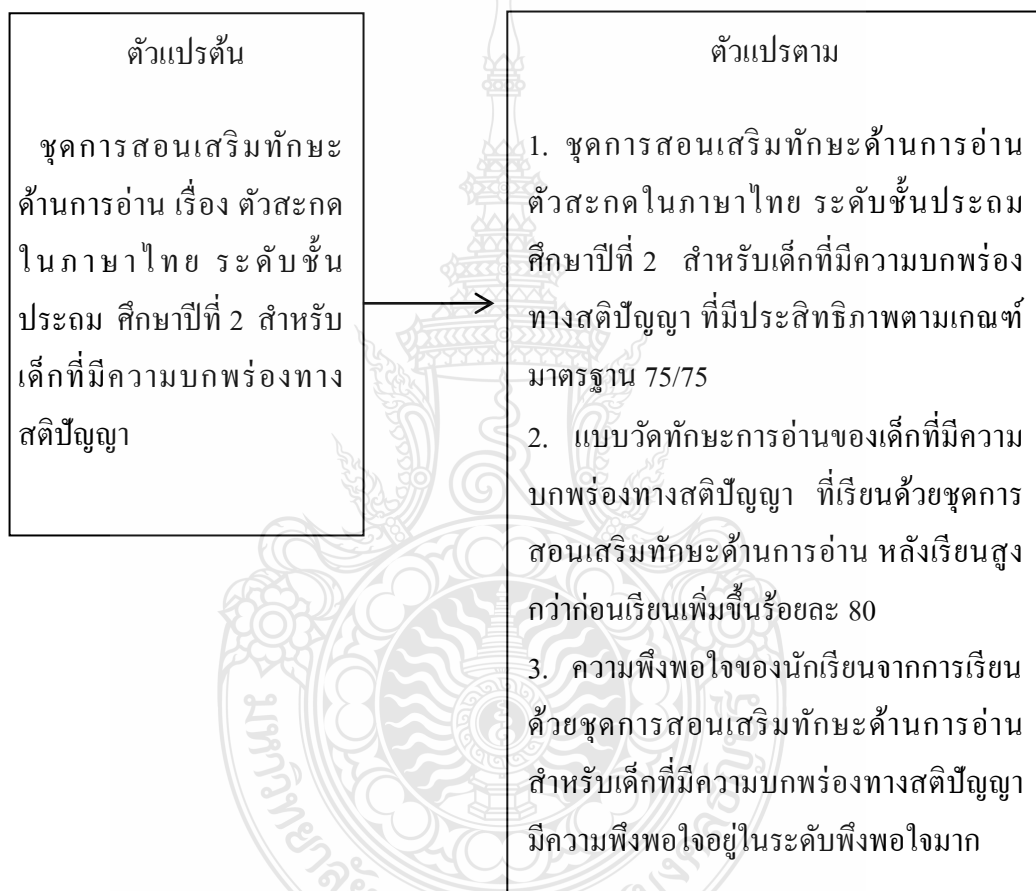 ตัวแปรต้น
ชุดการสอนเสริมทักษะ
ด้านการอ่าน เรื่อง ตัวสะกด
ในภาษาไทย ระดับชั้น
ประถม ศึกษาปีที่ 2 สำหรับ
เด็กที่มีความบกพร่องทาง
สติปัญญา
ตัวแปรตาม
1. ชุดการสอนเสริมทักษะด้านการอ่าน
ตัวสะกดในภาษาไทย ระดับชั้นประถม
ศึกษาปีที่ 2 สำหรับเด็กที่มีความบกพร่อง
ทางสติปัญญา ที่มีประสิทธิภาพตามเกณฑ์
มาตรฐาน 75/75
2. แบบวัดทักษะการอ่านของเด็กที่มีความ
บกพร่องทางสติปัญญา ที่เรียนด้วยชุดการ
สอนเสริมทักษะด้านการอ่าน หลังเรียนสูง
กว่าก่อนเรียนเพิ่มขึ้นร้อยละ 80
3. ความพึงพอใจของนักเรียนจากการเรียน
ด้วยชุดการสอนเสริมทักษะด้านการอ่าน
สำหรับเด็กที่มีความบกพร่องทางสติปัญญา
มีความพึงพอใจอยู่ในระดับพึงพอใจมาก